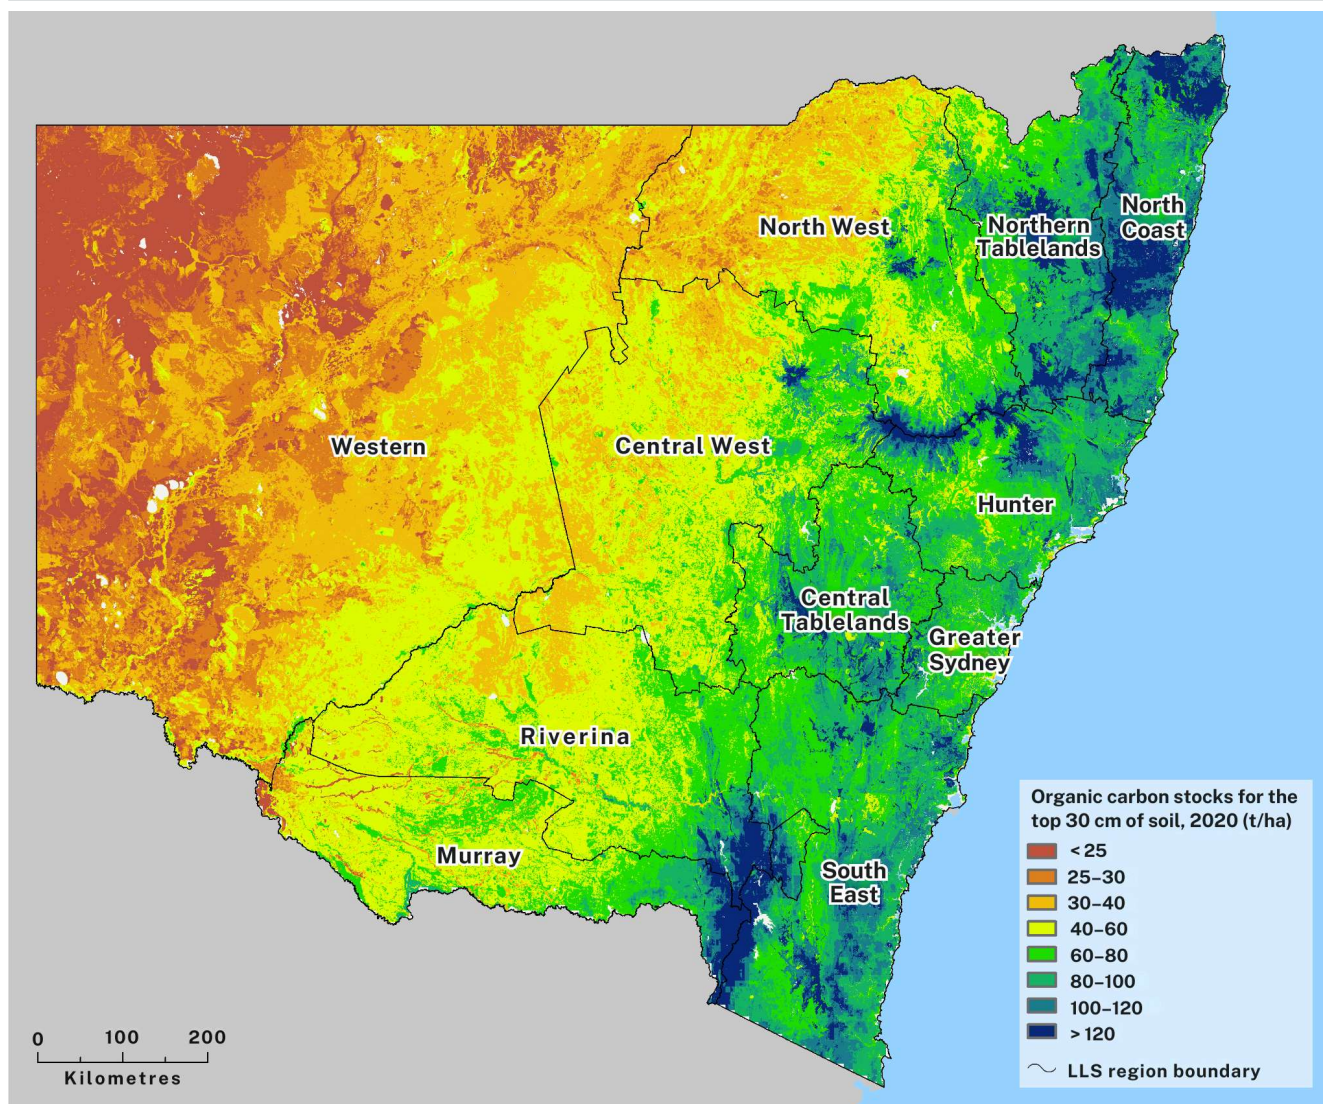 North West
Northern
Tablelands
North
Coast
Western
Central West
Hunter
Central
Tablelands
Greater
Sydney
Riverina
Murray
South
East
Organic carbon stocks for the
top 30 cm of soil, 2020 (t/ha)
< 25
25–30
30–40
40–60
60–80
80–100
100–120
> 120
LLS region boundary
0 100 200
Kilometres